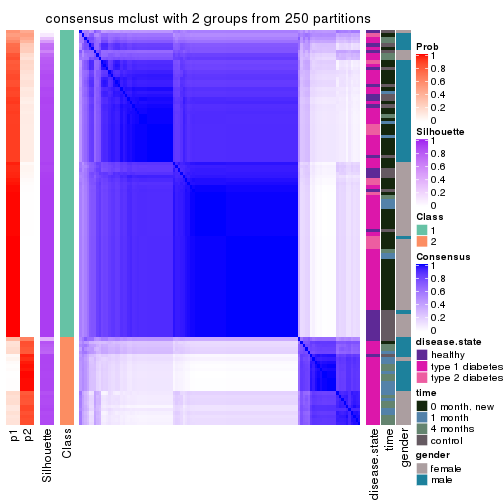 consensus mclust with 2 groups from 250 partitions
Prob
1
0.8
0.6
0.4
0.2
0
Silhouette
1
0.8
0.6
0.4
0.2
0
Class
1
2
Consensus
1
0.8
0.6
0.4
0.2
0
disease.state
healthy
type 1 diabetes
type 2 diabetes
time
0 month. new
1 month
4 months
control
gender
female
male
p1
p2
Silhouette
Class
disease.state
time
gender